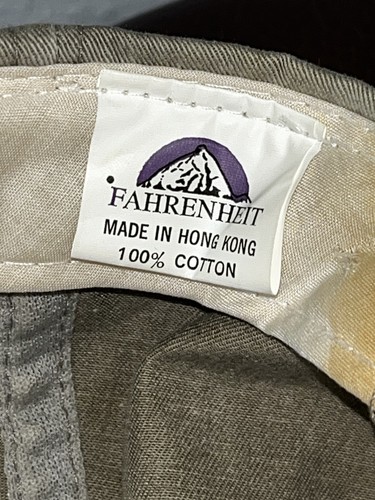 FAHRENHEIT
MADE IN HONG KONG
100% COTTON